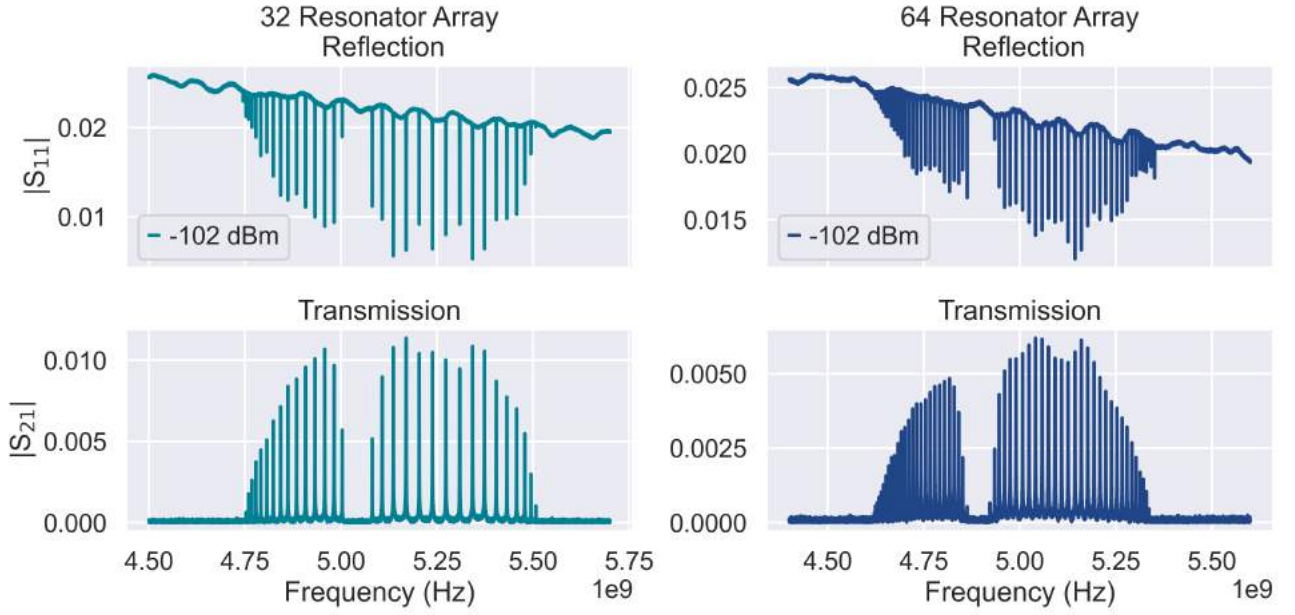 32 Resonator Array
Reflection
|S₁₁|
0.02
0.01
-102 dBm
Transmission
|S₂₁|
0.010
0.005
0.000
4.50 4.75 5.00 5.25 5.50 5.75
Frequency (Hz) 1e9
64 Resonator Array
Reflection
0.025
0.020
0.015
-102 dBm
Transmission
0.0050
0.0025
0.0000
4.50 4.75 5.00 5.25 5.50
Frequency (Hz) 1e9